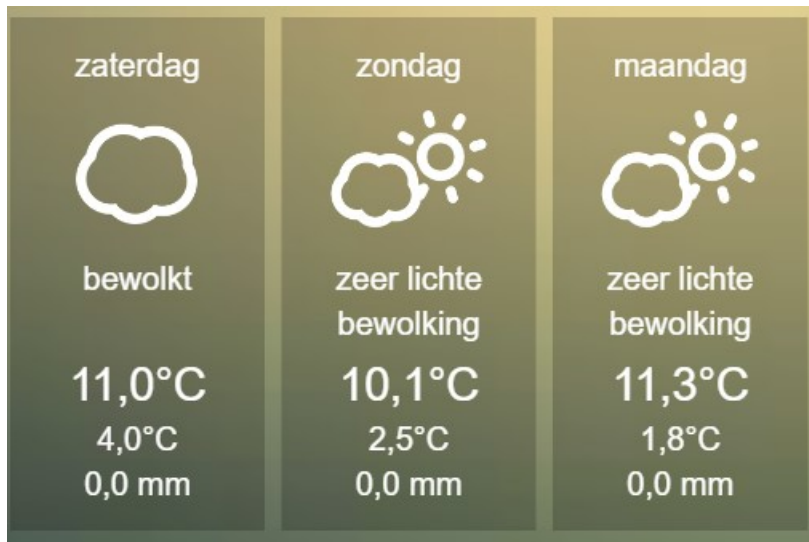 zaterdag
bewolkt
11,0°C
4,0°C
0,0 mm
zondag
zeer lichte
bewolking
10,1°C
2,5°C
0,0 mm
maandag
zeer lichte
bewolking
11,3°C
1,8°C
0,0 mm